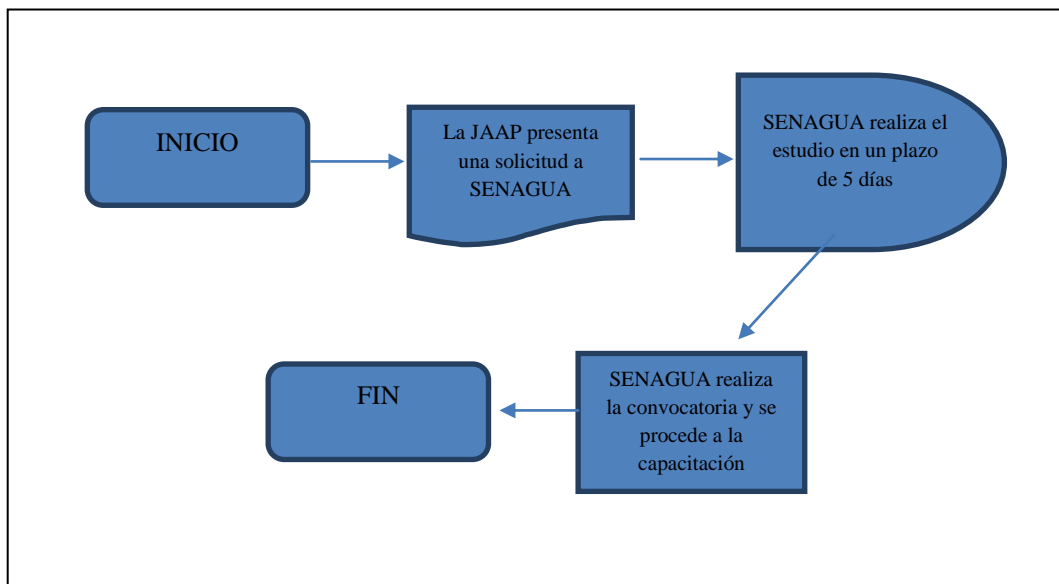 INICIO
La JAAP presenta
una solicitud a
SENAGUA
SENAGUA realiza el
estudio en un plazo
de 5 días
SENAGUA realiza
la convocatoria y se
procede a la
capacitación
FIN